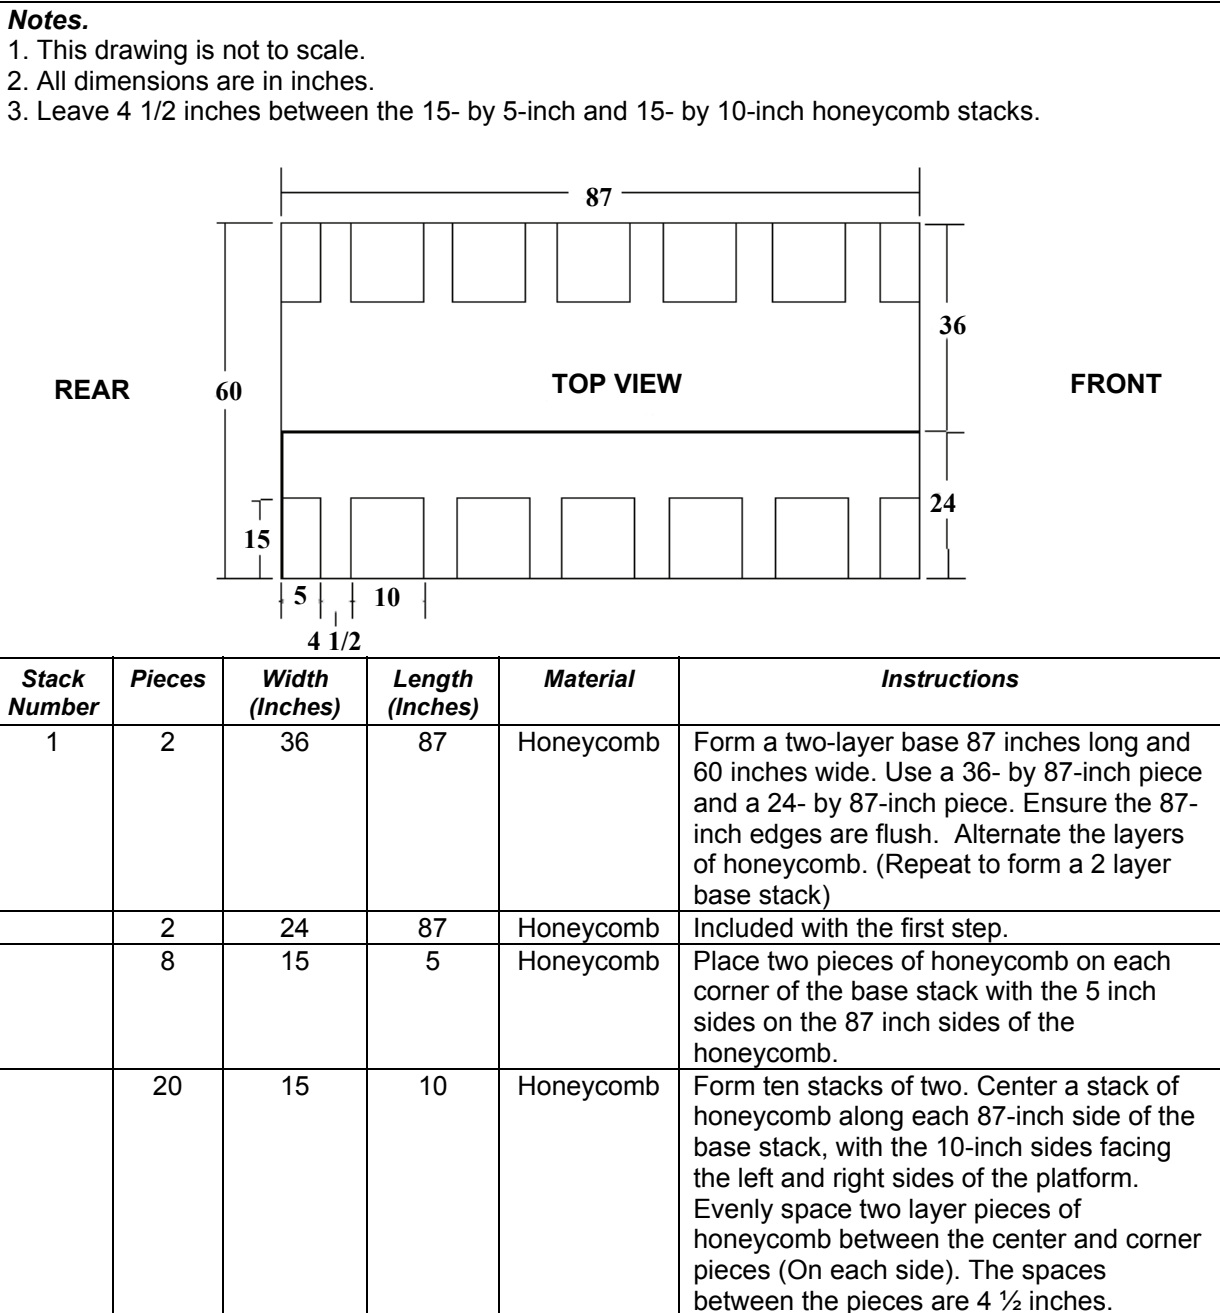 Notes.
1. This drawing is not to scale.
2. All dimensions are in inches.
3. Leave 4 1/2 inches between the 15- by 5-inch and 15- by 10-inch honeycomb stacks.
87
36
REAR
60
TOP VIEW
FRONT
24
15
5
10
4 1/2
Stack Number
Pieces
Width (Inches)
Length (Inches)
Material
Instructions
1
2
36
87
Honeycomb
Form a two-layer base 87 inches long and
60 inches wide. Use a 36- by 87-inch piece
and a 24- by 87-inch piece. Ensure the 87-
inch edges are flush.  Alternate the layers
of honeycomb. (Repeat to form a 2 layer
base stack)
2
24
87
Honeycomb
Included with the first step.
8
15
5
Honeycomb
Place two pieces of honeycomb on each
corner of the base stack with the 5 inch
sides on the 87 inch sides of the
honeycomb.
20
15
10
Honeycomb
Form ten stacks of two. Center a stack of
honeycomb along each 87-inch side of the
base stack, with the 10-inch sides facing
the left and right sides of the platform.
Evenly space two layer pieces of
honeycomb between the center and corner
pieces (On each side). The spaces
between the pieces are 4 ½ inches.